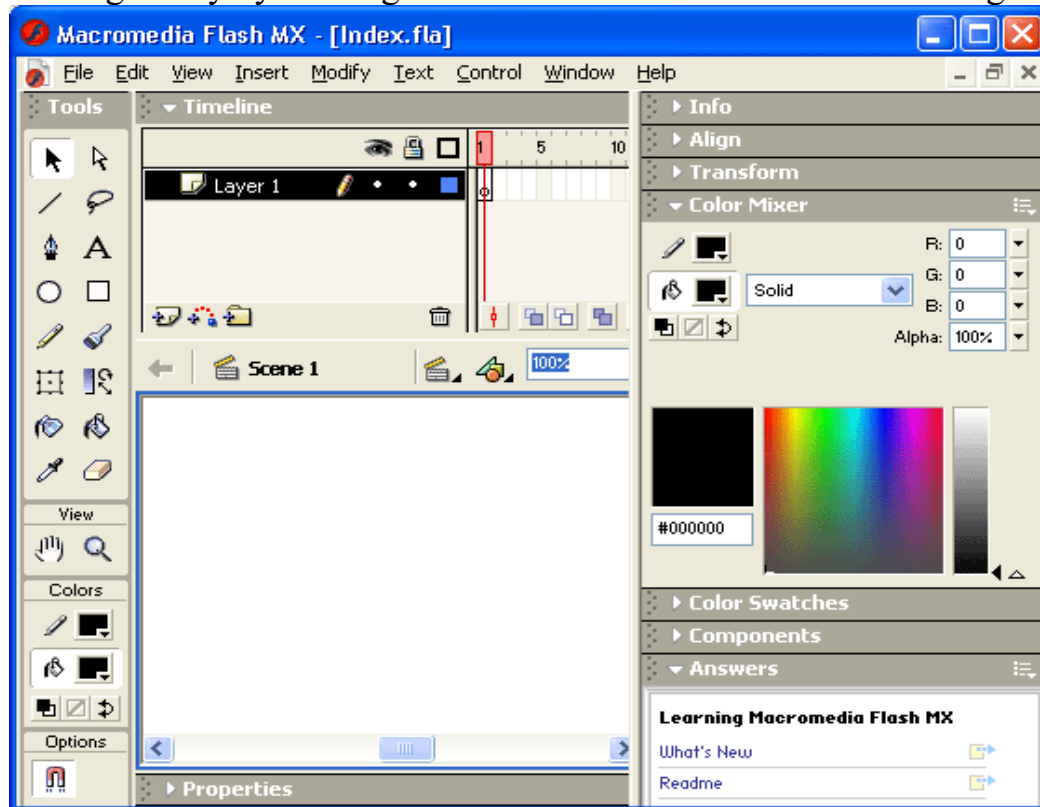 Macromedia Flash MX - [Index.fla]
File Edit View Insert Modify Text Control Window Help
Tools
Timeline
1 5 10
Layer 1
Scene 1
100%
View
Colors
Options
Properties
Info
Align
Transform
Color Mixer
R: 0
G: 0
Solid
B: 0
Alpha: 100%
#000000
Color Swatches
Components
Answers
Learning Macromedia Flash MX
What's New
Readme